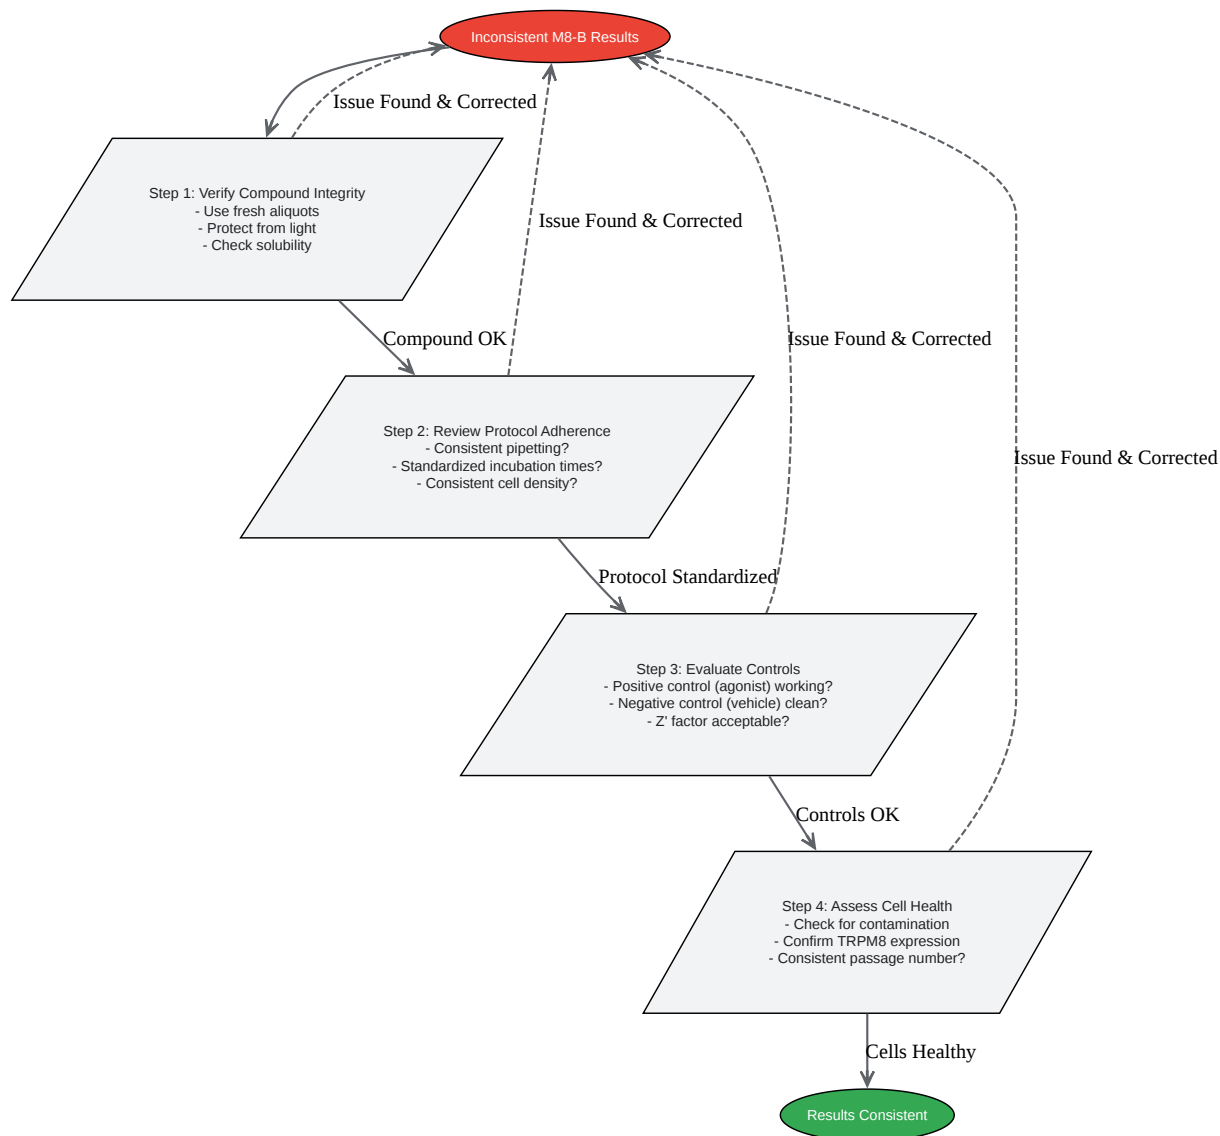 Inconsistent M8-B Results
Issue Found & Corrected
Step 1: Verify Compound Integrity
- Use fresh aliquots
- Protect from light
- Check solubility
Issue Found & Corrected
Compound OK
Issue Found & Corrected
Step 2: Review Protocol Adherence
- Consistent pipetting?
- Standardized incubation times?
- Consistent cell density?
Issue Found & Corrected
Protocol Standardized
Step 3: Evaluate Controls
- Positive control (agonist) working?
- Negative control (vehicle) clean?
- Z' factor acceptable?
Controls OK
Step 4: Assess Cell Health
- Check for contamination
- Confirm TRPM8 expression
- Consistent passage number?
Cells Healthy
Results Consistent